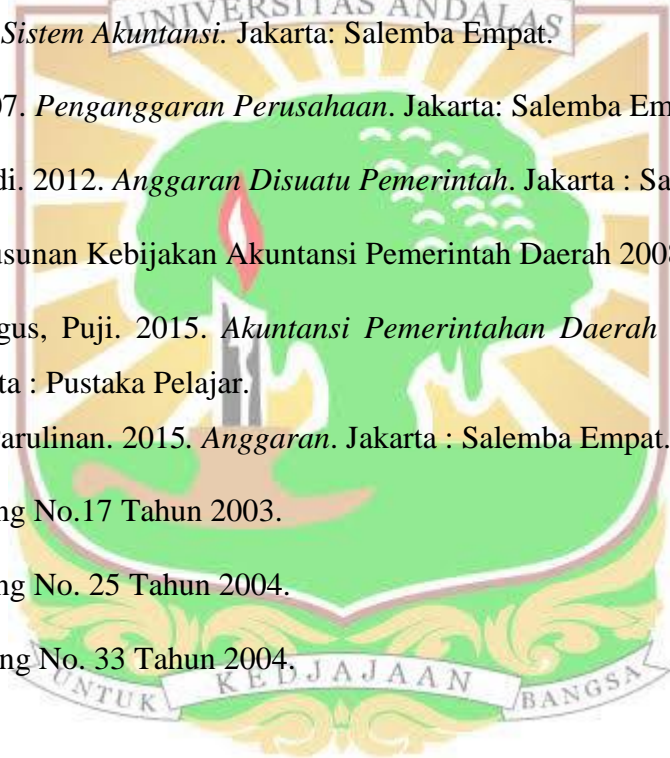 UNIVERSITAS ANDALAS
Sistem Akuntansi. Jakarta: Salemba Empat.
07. Penganggaran Perusahaan. Jakarta: Salemba Em
di. 2012. Anggaran Disuatu Pemerintah. Jakarta : Sa
usunan Kebijakan Akuntansi Pemerintah Daerah 2008
gus, Puji. 2015. Akuntansi Pemerintahan Daerah
ta : Pustaka Pelajar.
Parulinan. 2015. Anggaran. Jakarta : Salemba Empat.
ng No.17 Tahun 2003.
ng No. 25 Tahun 2004.
ng No. 33 Tahun 2004.
UNTUK KEDJAJAAN BANGSA